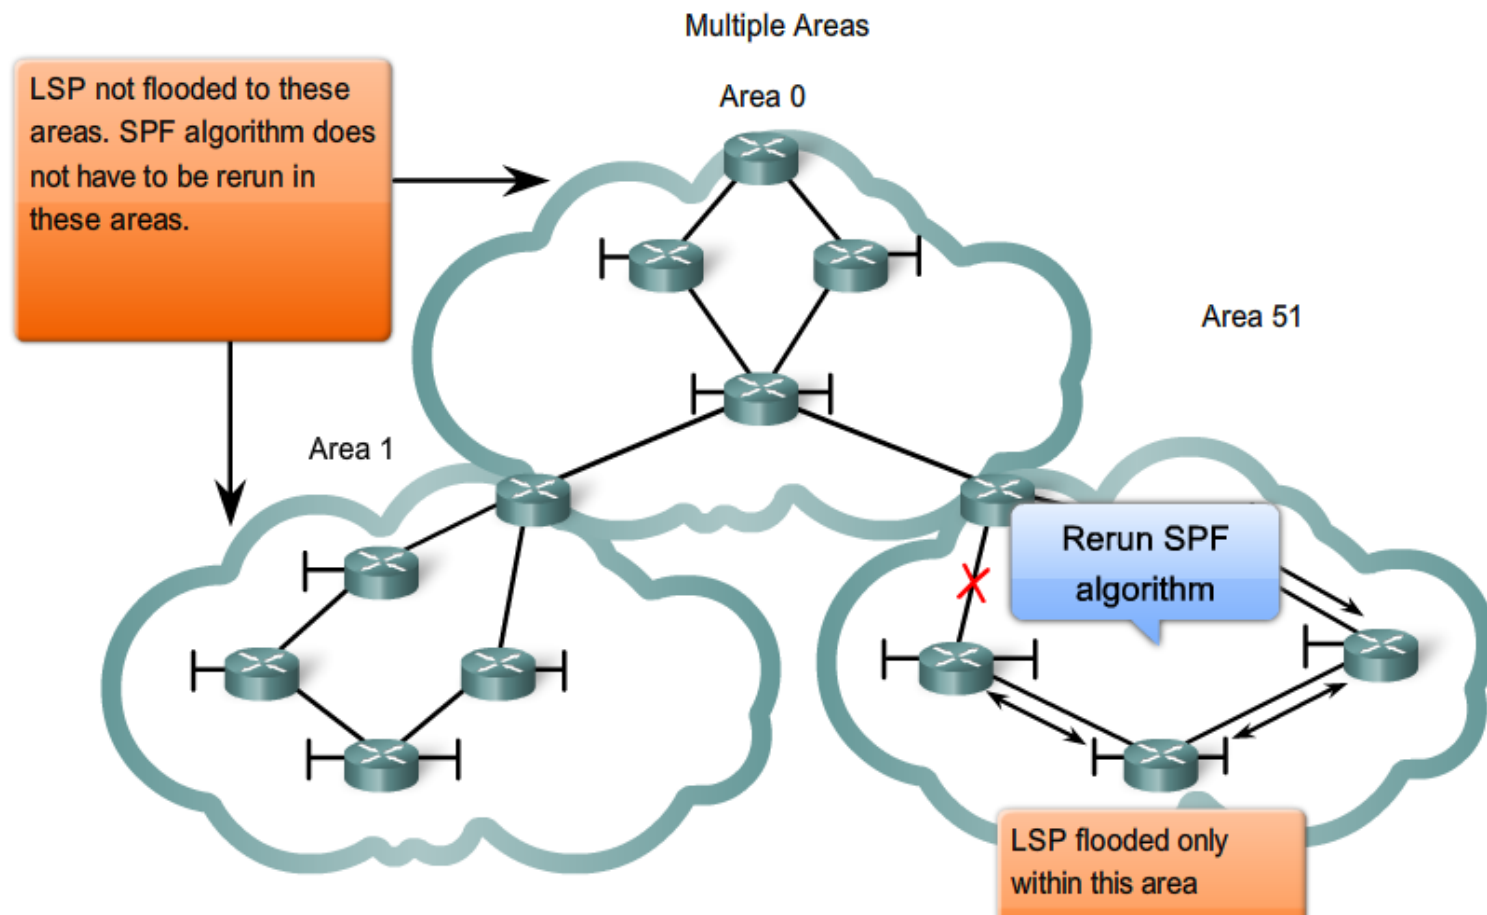 Multiple Areas
LSP not flooded to these
areas. SPF algorithm does
not have to be rerun in
these areas.
Area 0
Area 51
Area 1
Rerun SPF
algorithm
LSP flooded only
within this area